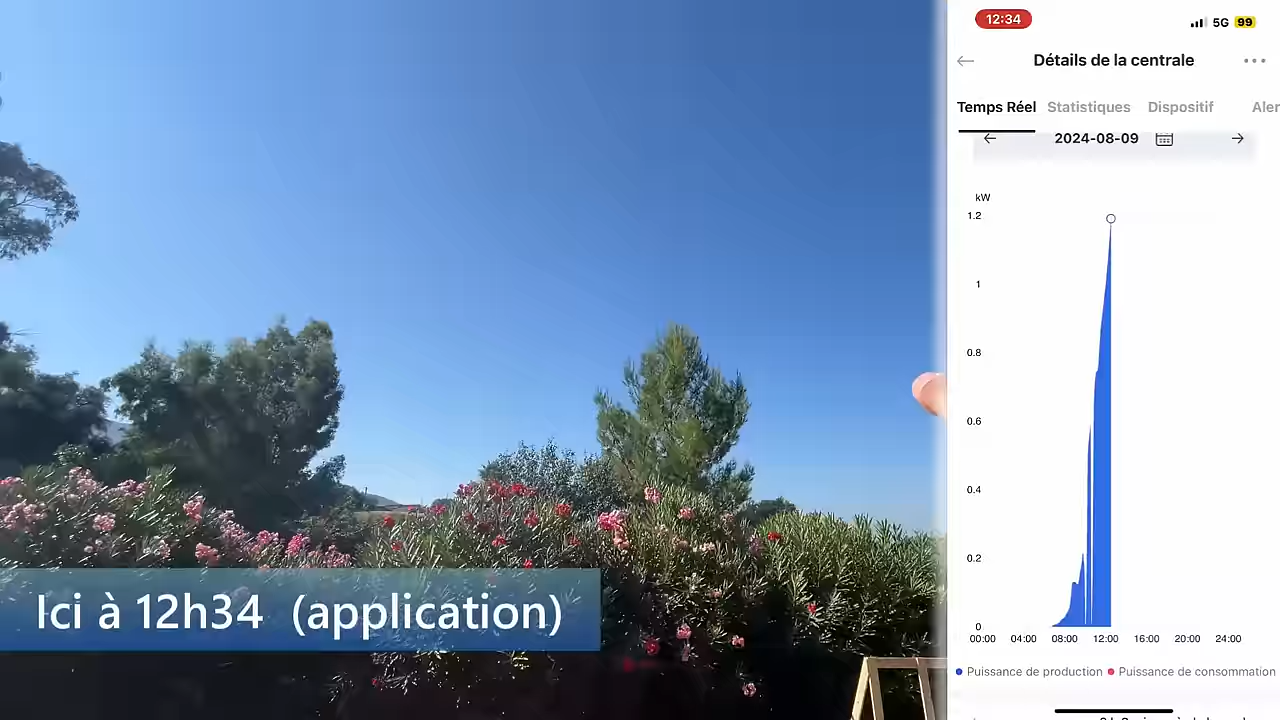 Ici à 12h34 (application)
12:34
5G 99
Détails de la centrale
Temps Réel Statistiques Dispositif Aler
2024-08-09
kW
1.2
1
0.8
0.6
0.4
0.2
0
00:00 04:00 08:00 12:00 16:00 20:00 24:00
Puissance de production Puissance de consommation